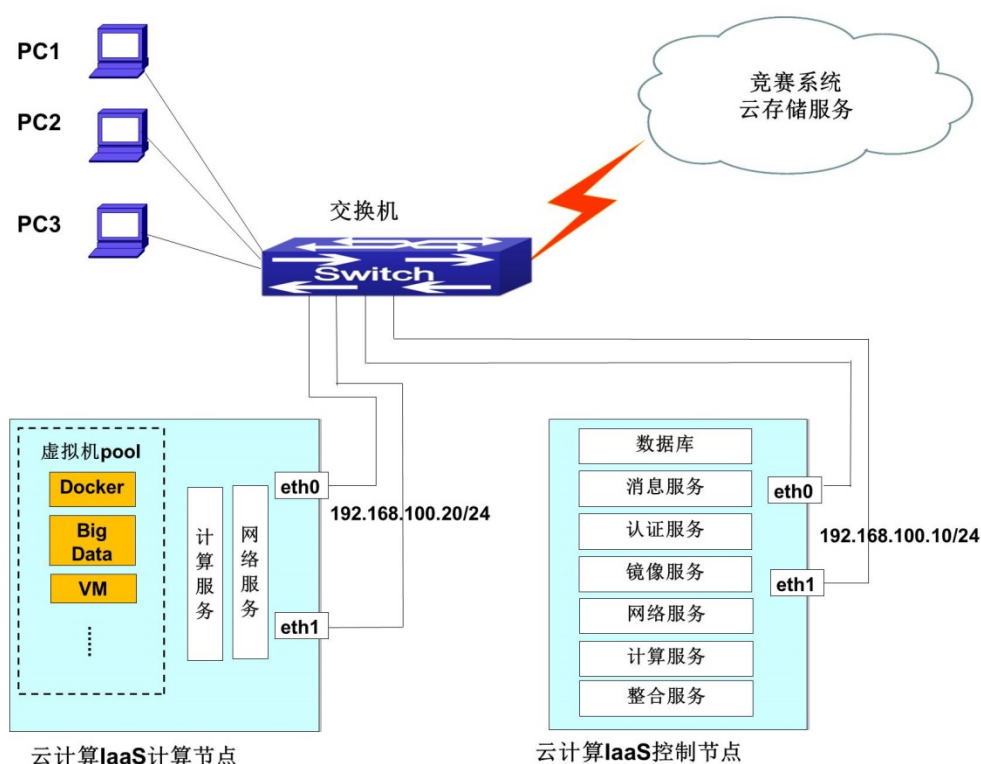 PC1
PC2
PC3
竞赛系统
云存储服务
交换机
Switch
虚拟机pool
Docker
Big
Data
VM
计算服务
网络服务
eth0
192.168.100.20/24
eth1
云计算IaaS计算节点
数据库
消息服务
认证服务
镜像服务
网络服务
计算服务
整合服务
eth0
192.168.100.10/24
eth1
云计算IaaS控制节点